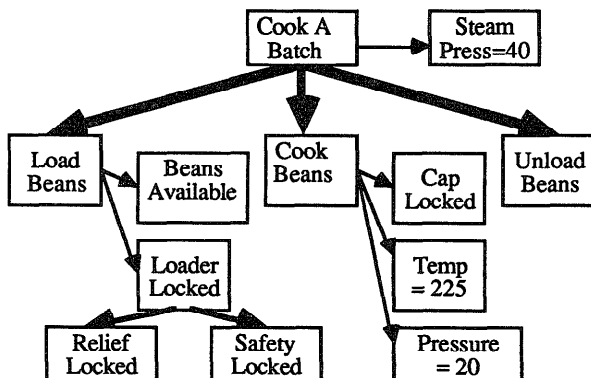 Cook A
Batch
Steam
Press=40
Load
Beans
Beans
Available
Cook
Beans
Cap
Locked
Unload
Beans
Loader
Locked
Temp
= 225
Relief
Locked
Safety
Locked
Pressure
= 20